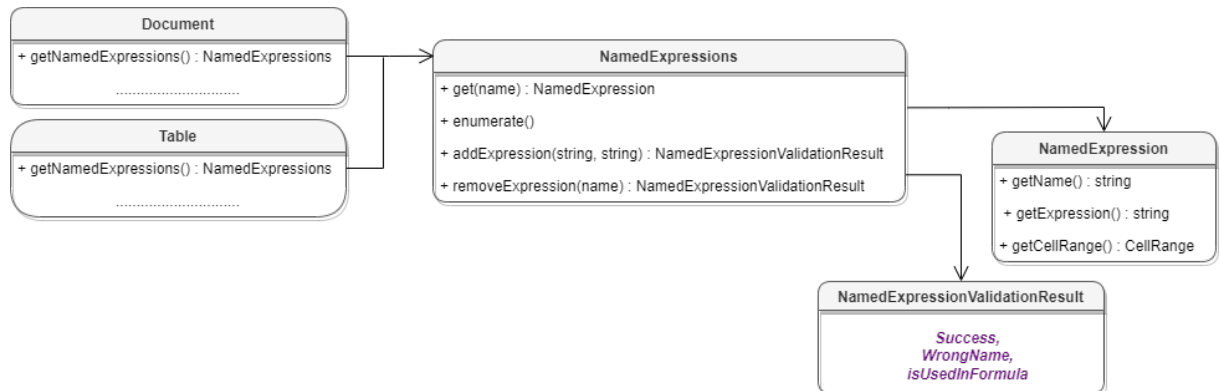 Document
+ getNamedExpressions() : NamedExpressions
..............................
Table
+ getNamedExpressions() : NamedExpressions
..............................
NamedExpressions
+ get(name) : NamedExpression
+ enumerate()
+ addExpression(string, string) : NamedExpressionValidationResult
+ removeExpression(name) : NamedExpressionValidationResult
NamedExpression
+ getName() : string
+ getExpression() : string
+ getCellRange() : CellRange
NamedExpressionValidationResult
Success,
WrongName,
isUsedInFormula